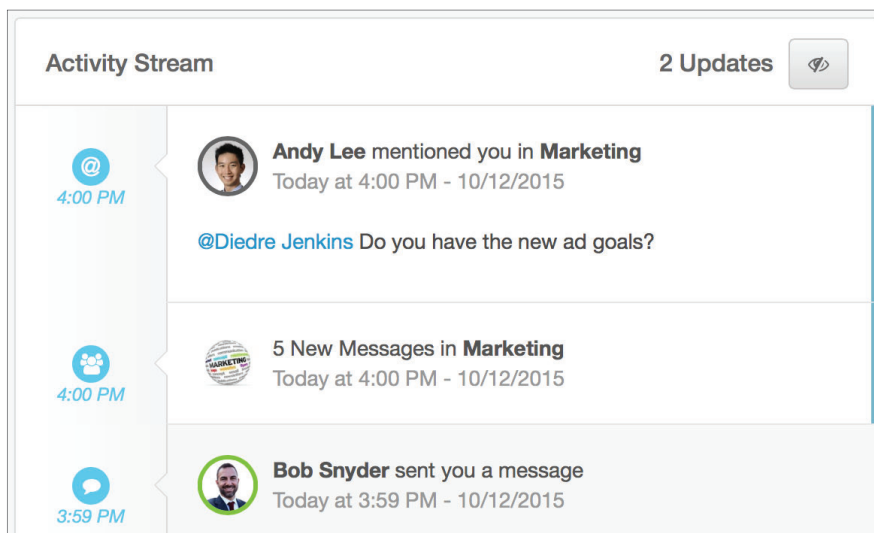 Activity Stream
2 Updates
@
4:00 PM
Andy Lee mentioned you in Marketing
Today at 4:00 PM - 10/12/2015
@Diedre Jenkins Do you have the new ad goals?
4:00 PM
MARKETING
5 New Messages in Marketing
Today at 4:00 PM - 10/12/2015
3:59 PM
Bob Snyder sent you a message
Today at 3:59 PM - 10/12/2015